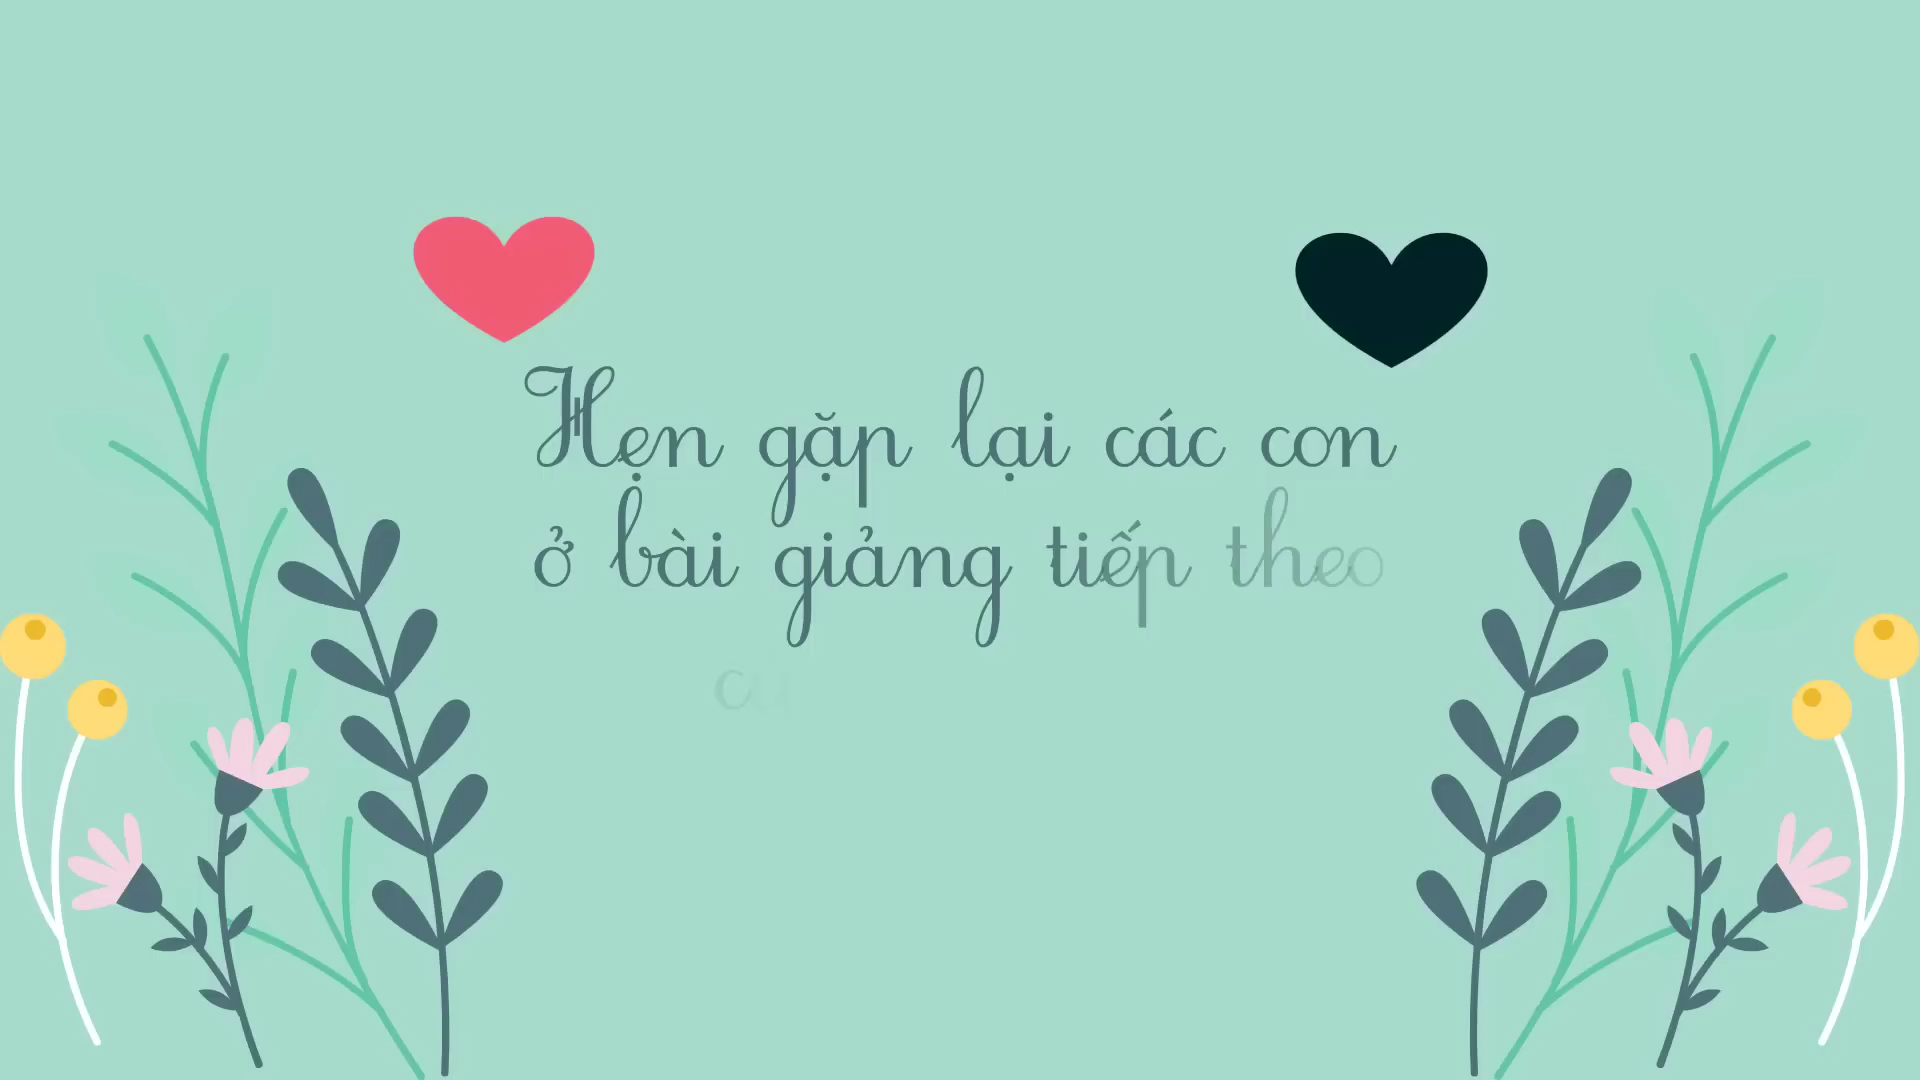 Hẹn gặp lại các con
ở bài giảng tiếp theo